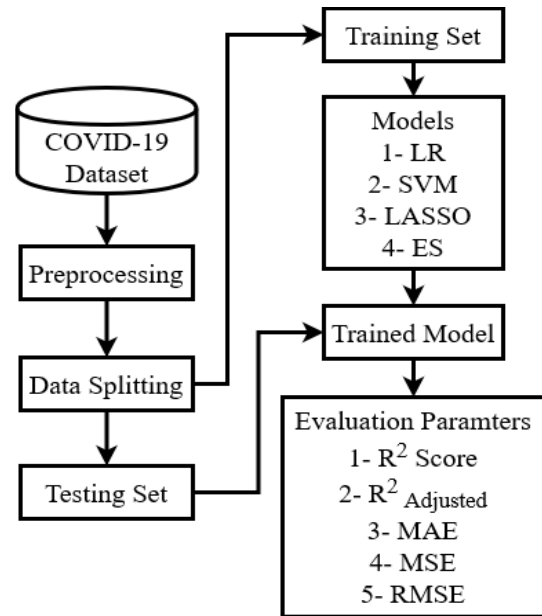 COVID-19
Dataset
Preprocessing
Data Splitting
Testing Set
Training Set
Models
1- LR
2- SVM
3- LASSO
4- ES
Trained Model
Evaluation Paramters
1- R² Score
2- R² Adjusted
3- MAE
4- MSE
5- RMSE